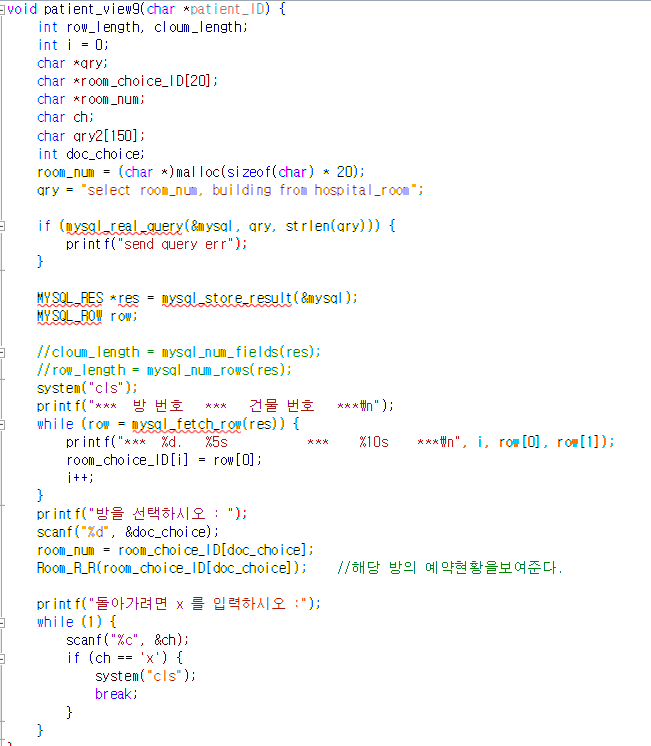 void patient_view9(char *patient_ID) {
int row_length, cloum_length;
int i = 0;
char *qry;
char *room_choice_ID[20];
char *room_num;
char ch;
char qry2[150];
int doc_choice;
room_num = (char *)malloc(sizeof(char) * 20);
qry = "select room_num, building from hospital_room";
if (mysql_real_query(&mysql, qry, strlen(qry))) {
printf("send query err");
}
MYSQL_RES *res = mysql_store_result(&mysql);
MYSQL_ROW row;
//cloum_length = mysql_num_fields(res);
//row_length = mysql_num_rows(res);
system("cls");
printf("*** 방 번호 *** 건물 번호 ***₩n");
while (row = mysql_fetch_row(res)) {
printf("*** %d. %5s *** %10s ***₩n", i, row[0], row[1]);
room_choice_ID[i] = row[0];
i++;
}
printf("방을 선택하시오 : ");
scanf("%d", &doc_choice);
room_num = room_choice_ID[doc_choice];
Room_R_R(room_choice_ID[doc_choice]); //해당 방의 예약현황을보여준다.
printf("돌아가려면 x 를 입력하시오 :");
while (1) {
scanf("%c", &ch);
if (ch == 'x') {
system("cls");
break;
}
}
}